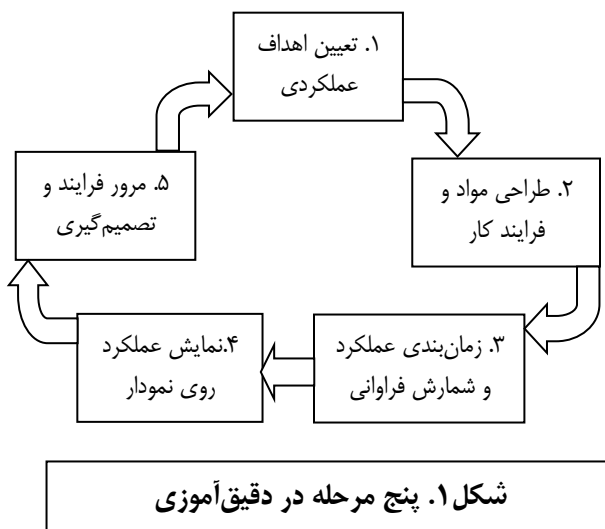 ۱. تعیین اهداف
عملکردی
۲. طراحی مواد و
فرایند کار
۳. زمان‌بندی عملکرد
و شمارش فراوانی
۴.نمایش عملکرد
روی نمودار
۵. مرور فرایند و
تصمیم‌گیری
شکل۱. پنج مرحله در دقیق‌آموزی